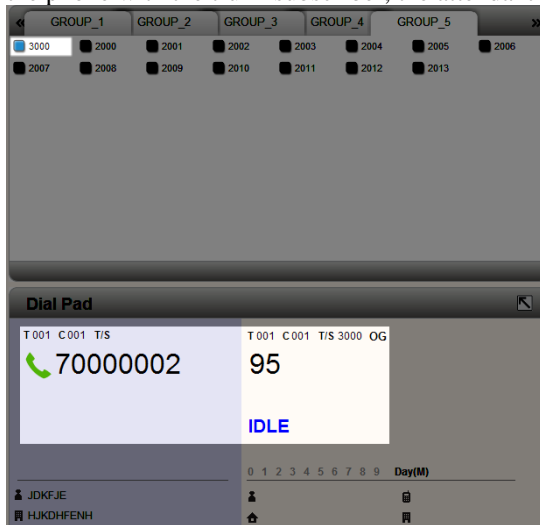 « GROUP_1 GROUP_2 GROUP_3 GROUP_4 GROUP_5 »
3000 2000 2001 2002 2003 2004 2005 2006
2007 2008 2009 2010 2011 2012 2013
Dial Pad
T 001 C 001 T/S
70000002
T 001 C 001 T/S 3000 OG
95
IDLE
0 1 2 3 4 5 6 7 8 9 Day(M)
JDKFJE
HJKDHFENH